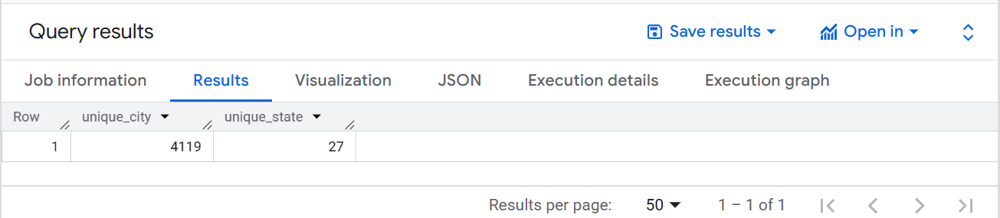 Query results Save results Open in
Job information Results Visualization JSON Execution details Execution graph
Row unique_city unique_state
1 4119 27
Results per page: 50 1 – 1 of 1